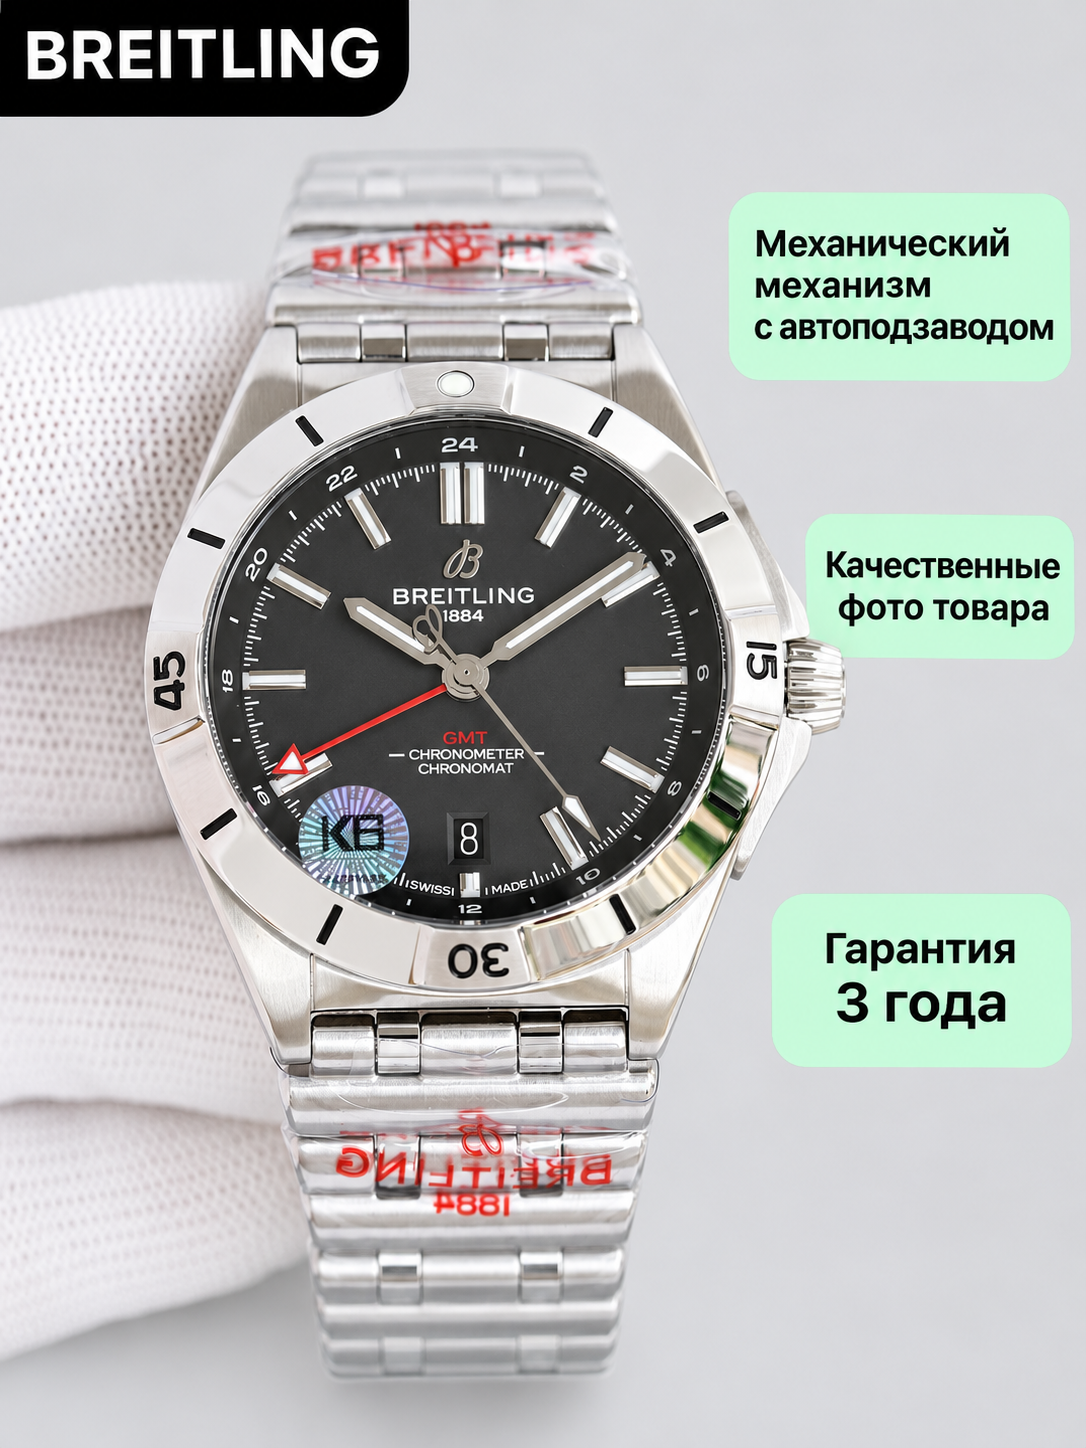 BREITLING
Механический
механизм
с автоподзаводом
Качественные
фото товара
Гарантия
3 года
24
22
2
20
4
18
6
16
8
10
12
B
BREITLING
1884
GMT
CHRONOMETER
CHRONOMAT
8
K6
SWISS MADE
15
30
45
BREITLING
1884